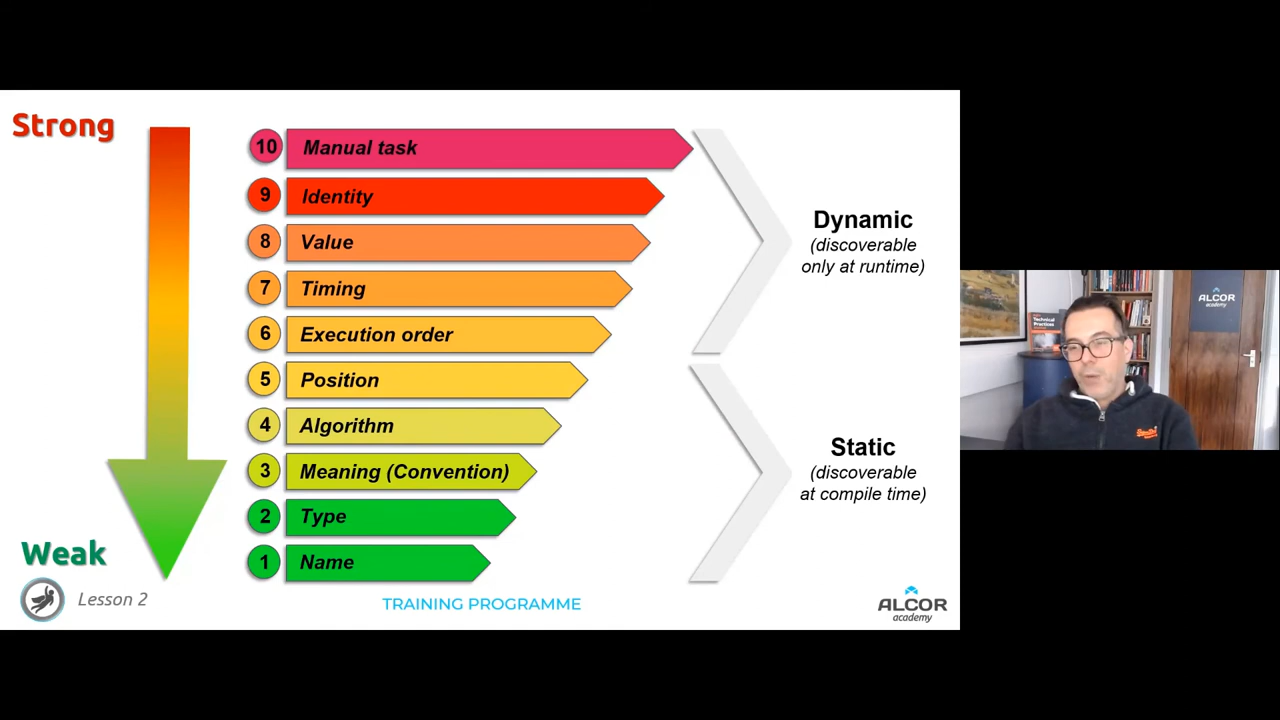 Strong
10 Manual task
9 Identity
8 Value
7 Timing
6 Execution order
5 Position
4 Algorithm
3 Meaning (Convention)
2 Type
1 Name
Dynamic
(discoverable
only at runtime)
Static
(discoverable
at compile time)
Weak
Lesson 2
TRAINING PROGRAMME
ALCOR
academy
ALCOR
academy
Technical
Practices